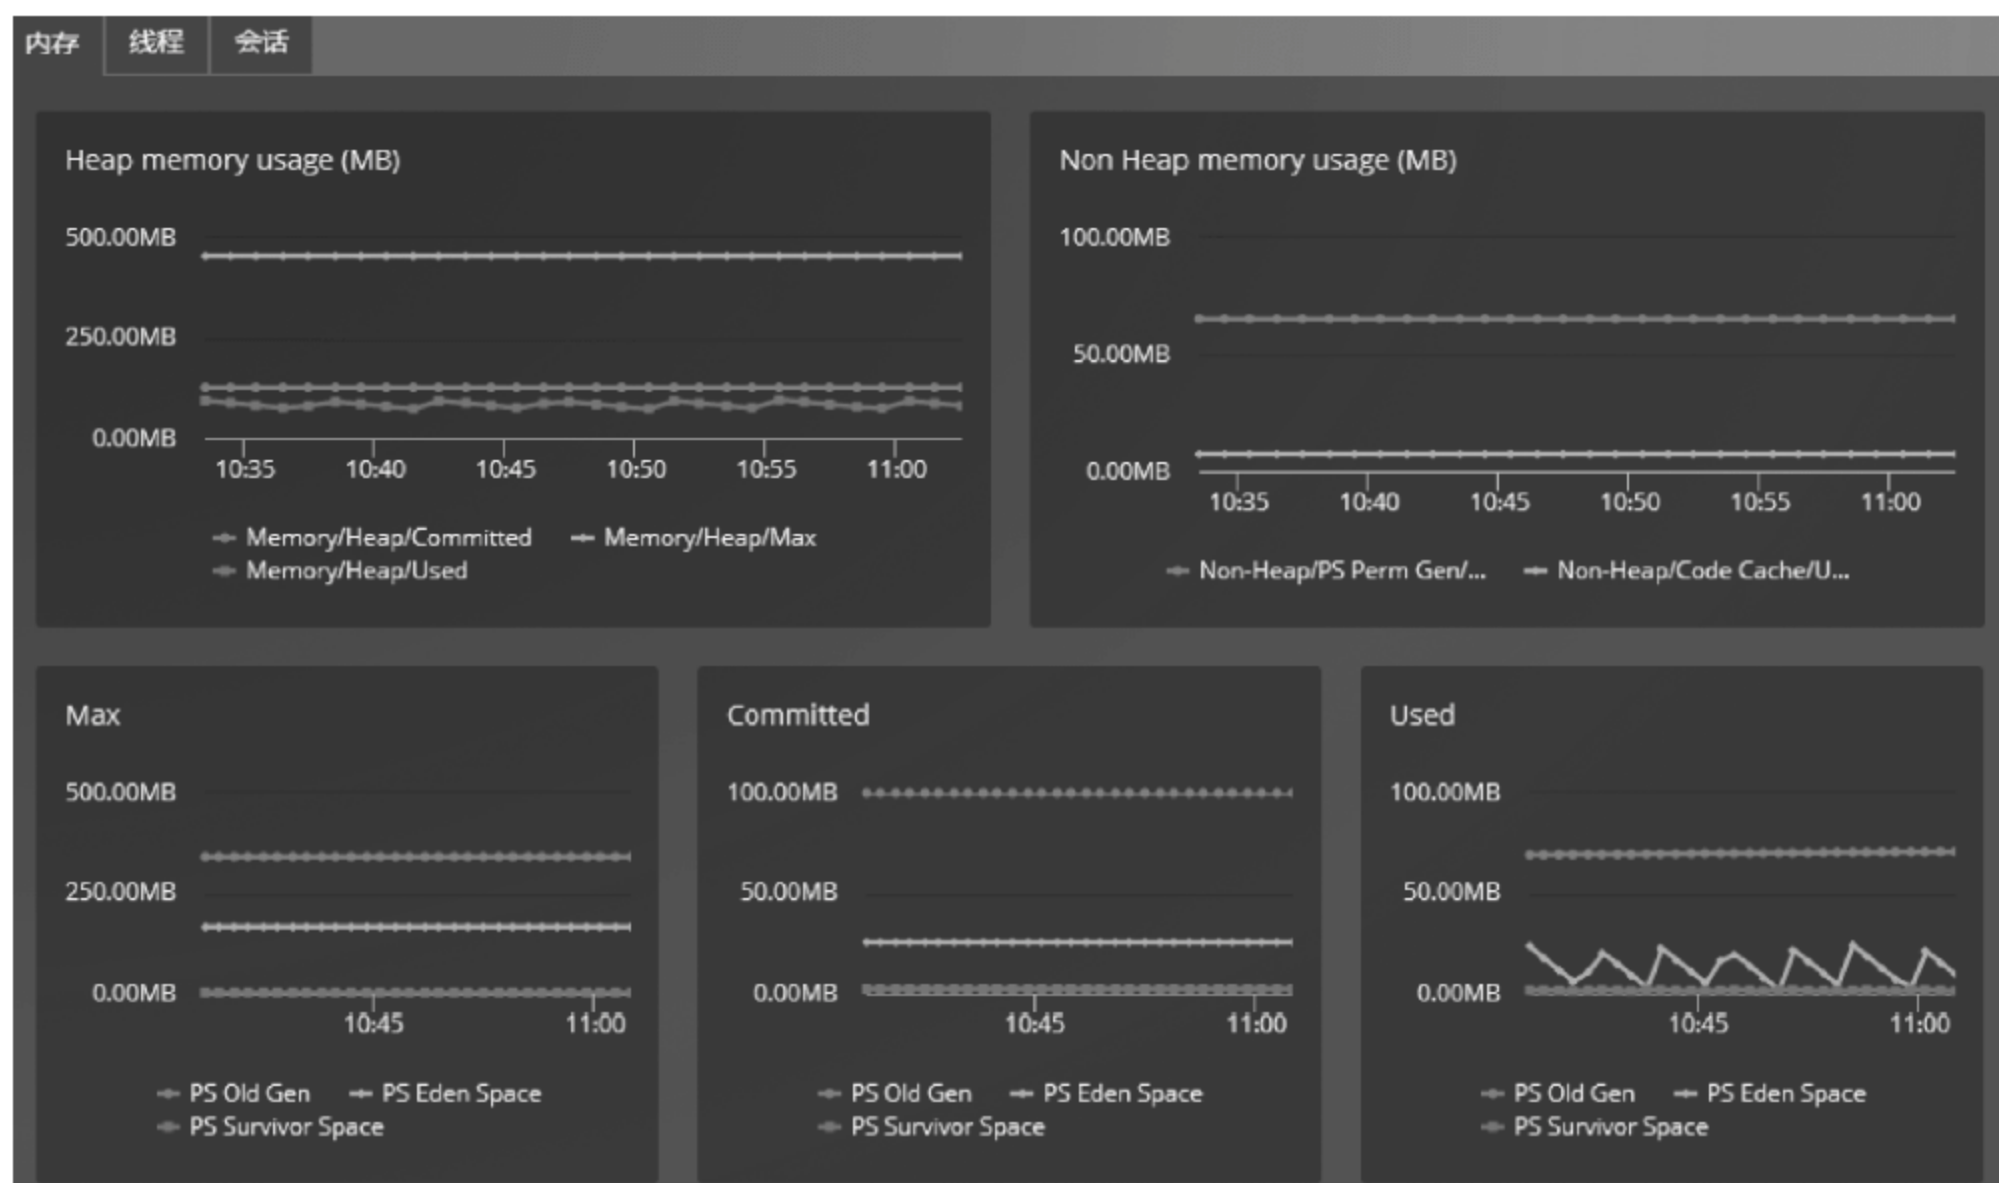 内存 线程 会话
Heap memory usage (MB)
500.00MB
250.00MB
0.00MB
10:35 10:40 10:45 10:50 10:55 11:00
Memory/Heap/Committed Memory/Heap/Max
Memory/Heap/Used
Non Heap memory usage (MB)
100.00MB
50.00MB
0.00MB
10:35 10:40 10:45 10:50 10:55 11:00
Non-Heap/PS Perm Gen/... Non-Heap/Code Cache/U...
Max
500.00MB
250.00MB
0.00MB
10:45 11:00
PS Old Gen PS Eden Space
PS Survivor Space
Committed
100.00MB
50.00MB
0.00MB
10:45 11:00
PS Old Gen PS Eden Space
PS Survivor Space
Used
100.00MB
50.00MB
0.00MB
10:45 11:00
PS Old Gen PS Eden Space
PS Survivor Space